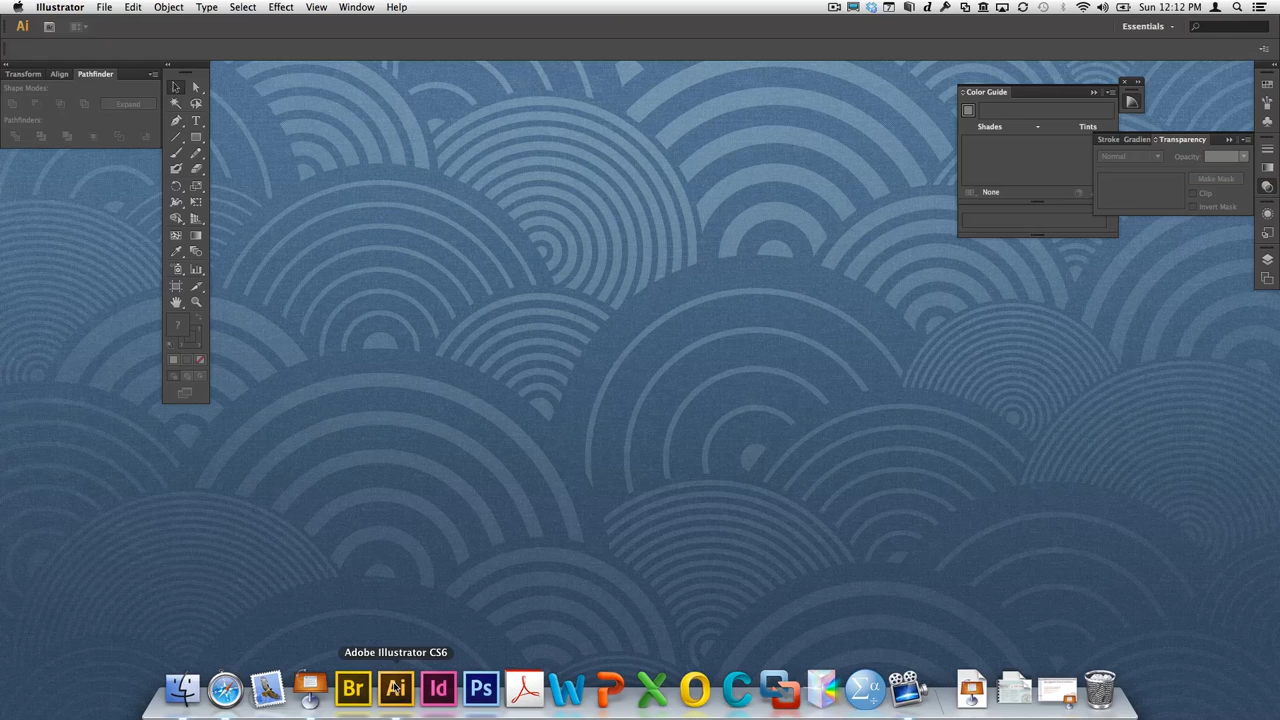 Illustrator File Edit Object Type Select Effect View Window Help
7 d Sun 12:12 PM
Ai Essentials
Transform Align Pathfinder
Shape Modes:
Expand
Pathfinders:
T
?
Color Guide
Shades Tints
None
Stroke Gradien Transparency
Normal Opacity:
Make Mask
Clip
Invert Mask
Adobe Illustrator CS6
Br Ai Id Ps W P X O C Σα